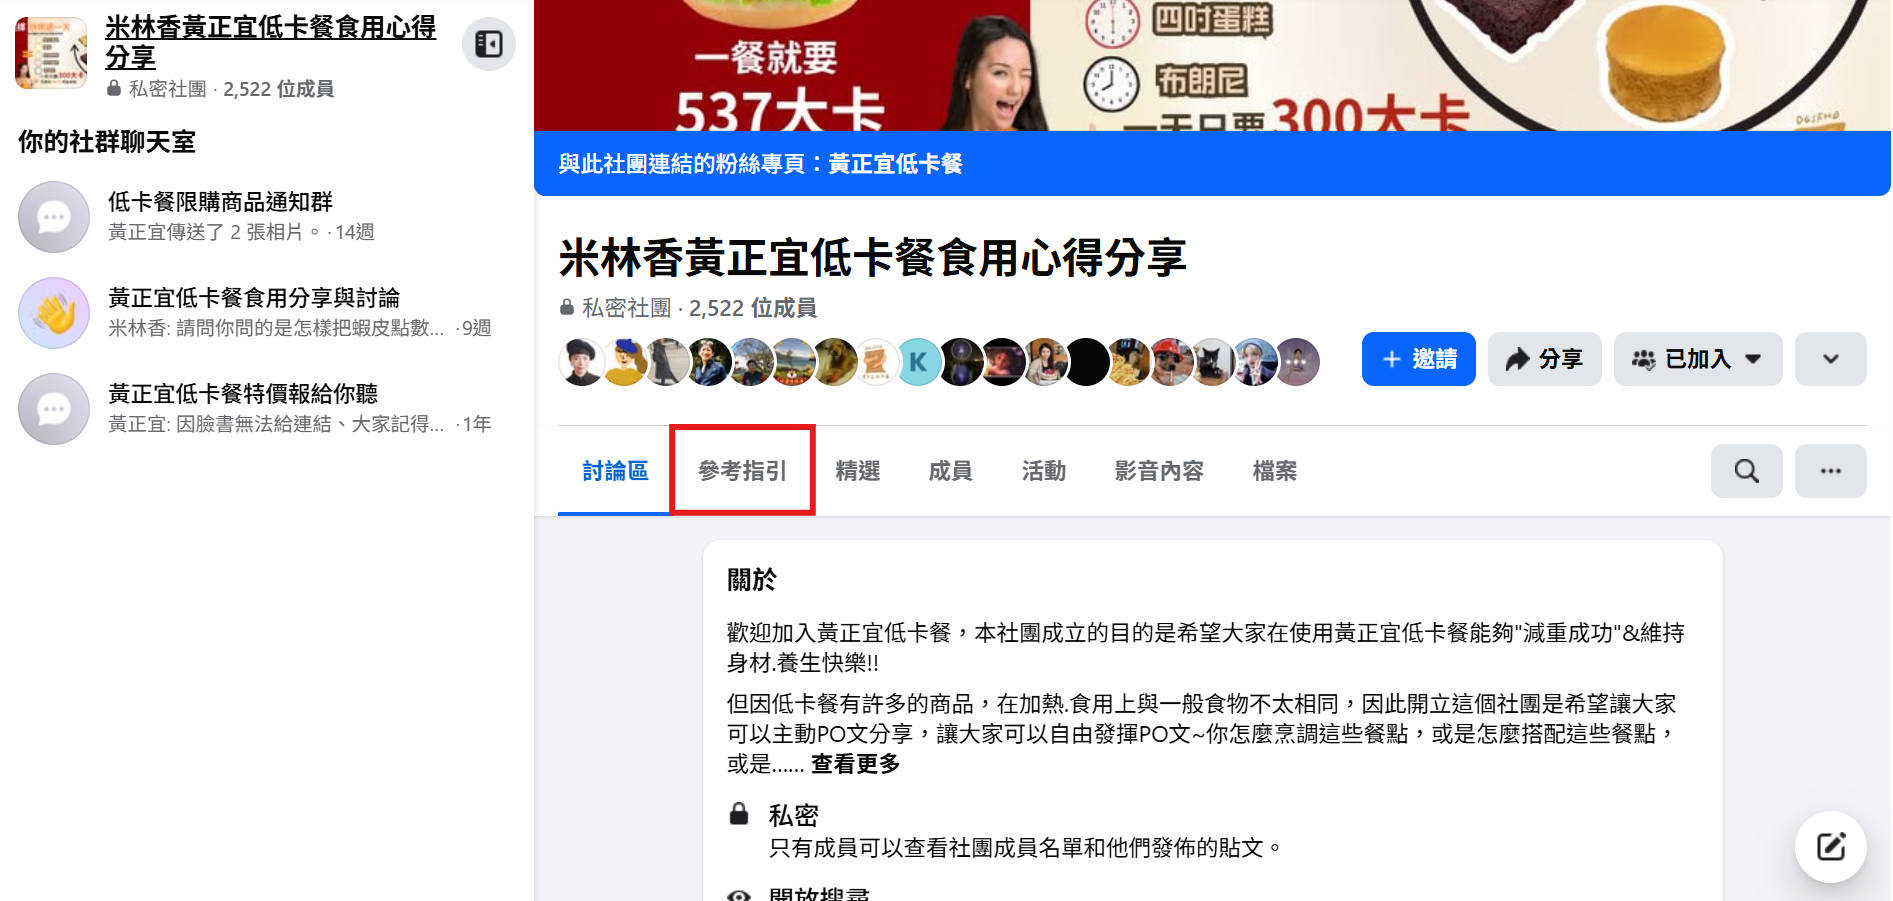 米林香黃正宜低卡餐食用心得
分享
私密社團 · 2,522 位成員
你的社群聊天室
低卡餐限購商品通知群
黃正宜傳送了 2 張相片。 · 14週
黃正宜低卡餐食用分享與討論
米林香: 請問你問的是怎樣把蝦皮點數... · 9週
黃正宜低卡餐特價報給你聽
黃正宜: 因臉書無法給連結、大家記得... · 1年
一餐就要
537大卡
四吋蛋糕
布朗尼
一天只要300大卡
與此社團連結的粉絲專頁：黃正宜低卡餐
米林香黃正宜低卡餐食用心得分享
私密社團 · 2,522 位成員
K
邀請
分享
已加入
討論區
參考指引
精選
成員
活動
影音內容
檔案
關於
歡迎加入黃正宜低卡餐，本社團成立的目的是希望大家在使用黃正宜低卡餐能夠"減重成功"&維持
身材.養生快樂!!
但因低卡餐有許多的商品，在加熱.食用上與一般食物不太相同，因此開立這個社團是希望讓大家
可以主動PO文分享，讓大家可以自由發揮PO文~你怎麼烹調這些餐點，或是怎麼搭配這些餐點，
或是...... 查看更多
私密
只有成員可以查看社團成員名單和他們發佈的貼文。
開放搜尋